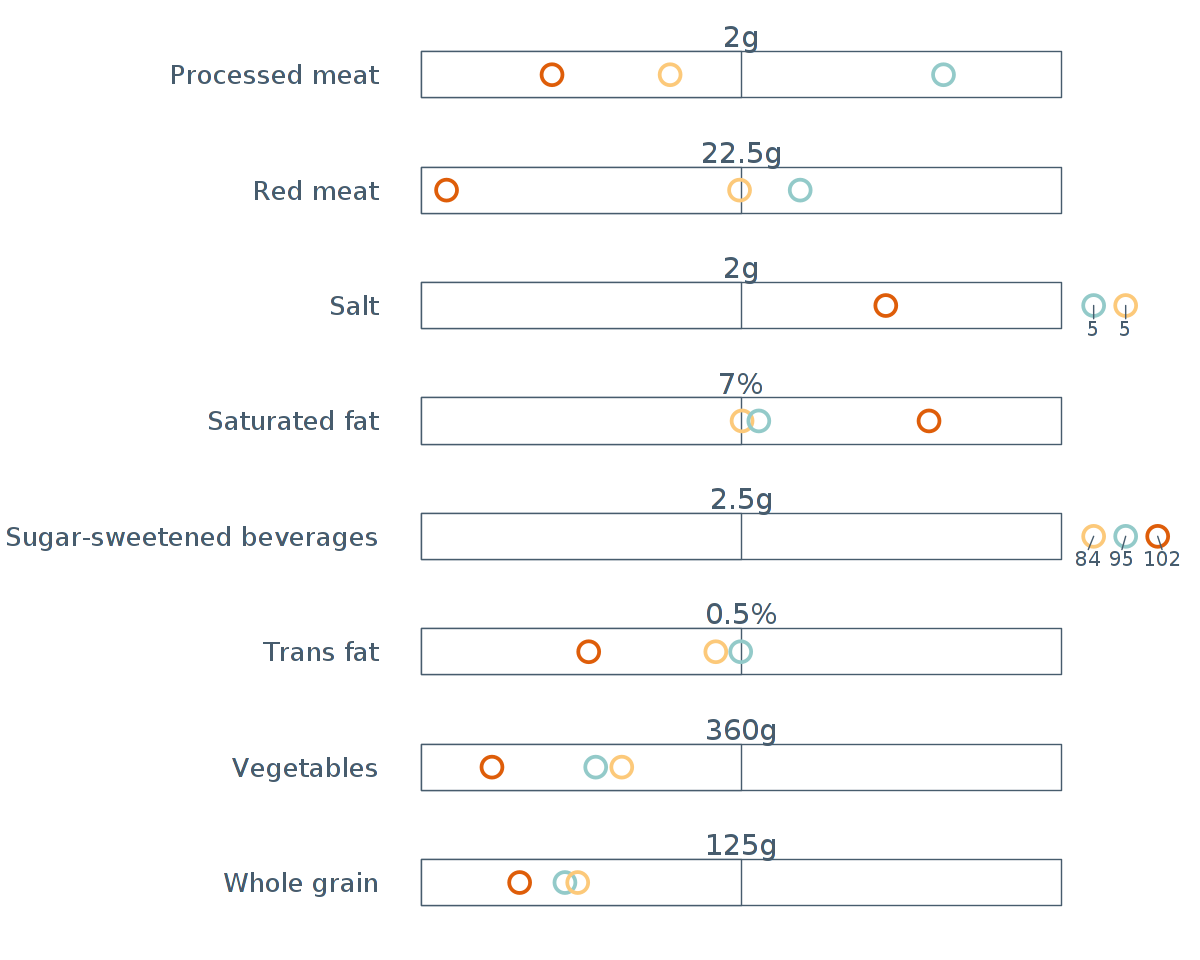 2g
Processed meat
22.5g
Red meat
2g
Salt
5 5
7%
Saturated fat
2.5g
Sugar-sweetened beverages
84 95 102
0.5%
Trans fat
360g
Vegetables
125g
Whole grain